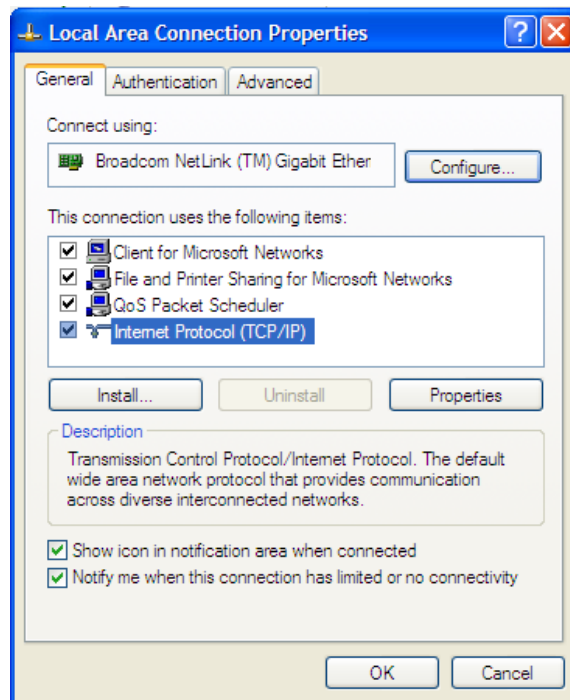 Local Area Connection Properties
General Authentication Advanced
Connect using:
Broadcom NetLink (TM) Gigabit Ether Configure...
This connection uses the following items:
Client for Microsoft Networks
File and Printer Sharing for Microsoft Networks
QoS Packet Scheduler
Internet Protocol (TCP/IP)
Install... Uninstall Properties
Description
Transmission Control Protocol/Internet Protocol. The default
wide area network protocol that provides communication
across diverse interconnected networks.
Show icon in notification area when connected
Notify me when this connection has limited or no connectivity
OK Cancel